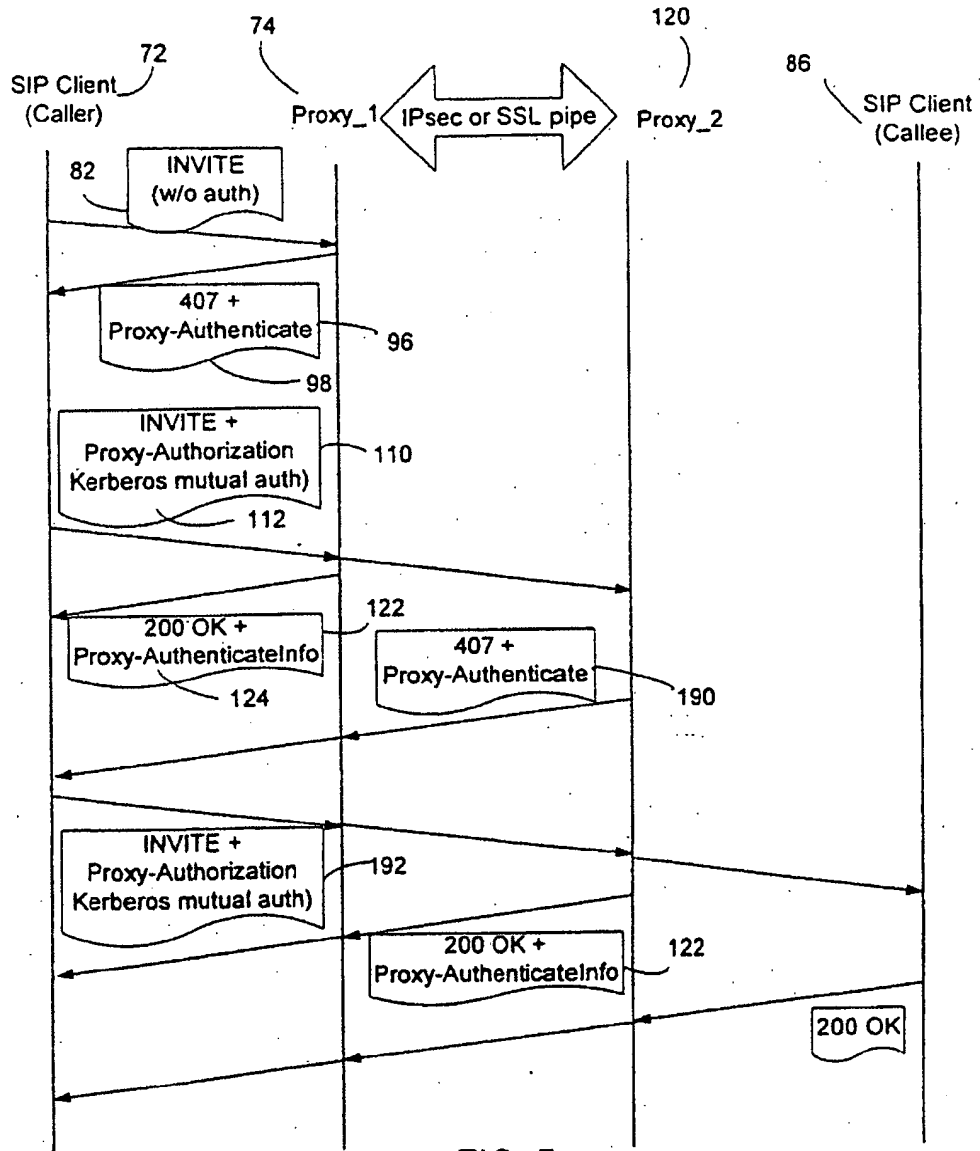 72
74
120
86
SIP Client
(Caller)
Proxy_1
IPsec or SSL pipe
Proxy_2
SIP Client
(Callee)
82
INVITE
(w/o auth)
407 +
Proxy-Authenticate
96
98
INVITE +
Proxy-Authorization
Kerberos mutual auth)
110
112
200 OK +
Proxy-AuthenticateInfo
122
124
407 +
Proxy-Authenticate
190
INVITE +
Proxy-Authorization
Kerberos mutual auth)
192
200 OK +
Proxy-AuthenticateInfo
122
200 OK